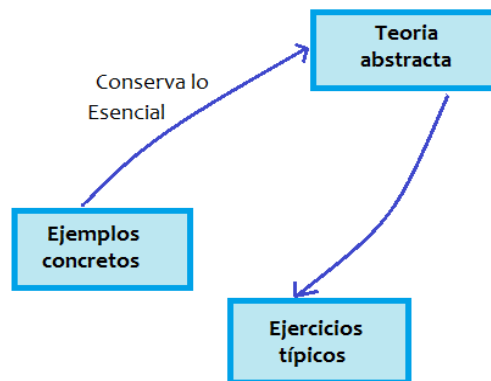 Teoria
abstracta
Conserva lo
Esencial
Ejemplos
concretos
Ejercicios
típicos